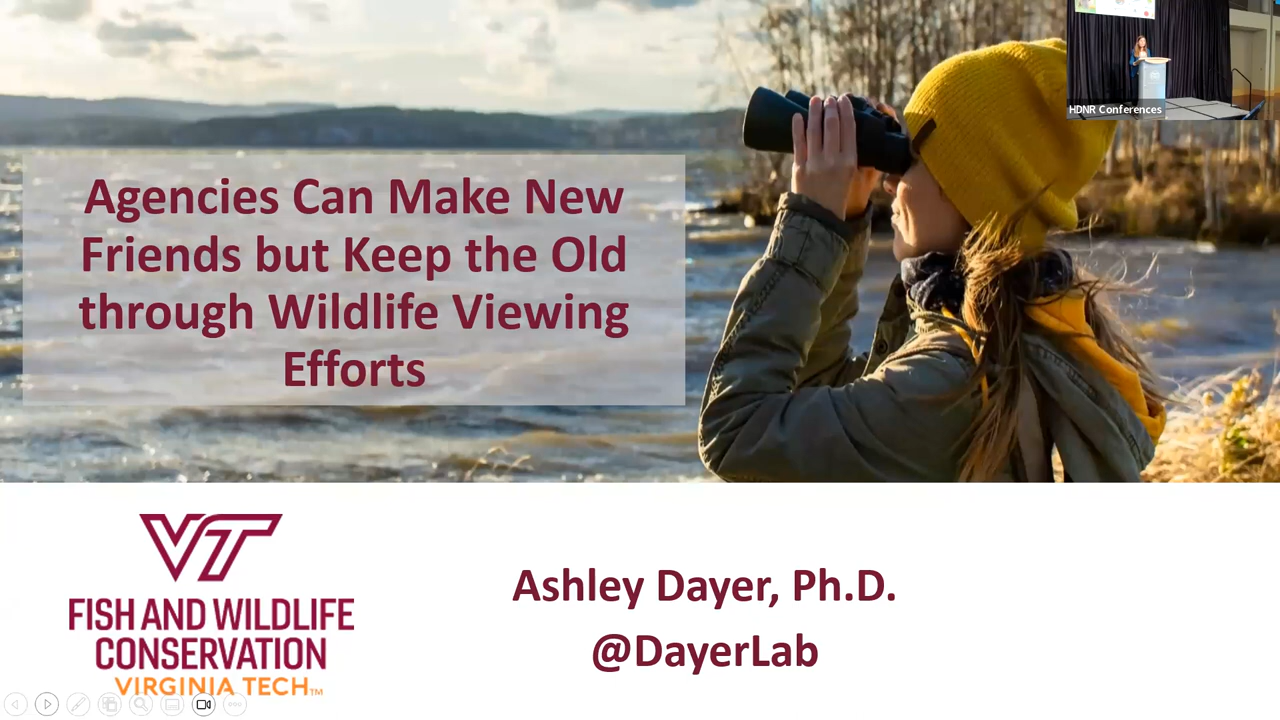 HDNR Conferences
Agencies Can Make New
Friends but Keep the Old
through Wildlife Viewing
Efforts
VT
FISH AND WILDLIFE
CONSERVATION
VIRGINIA TECH™
Ashley Dayer, Ph.D.
@DayerLab